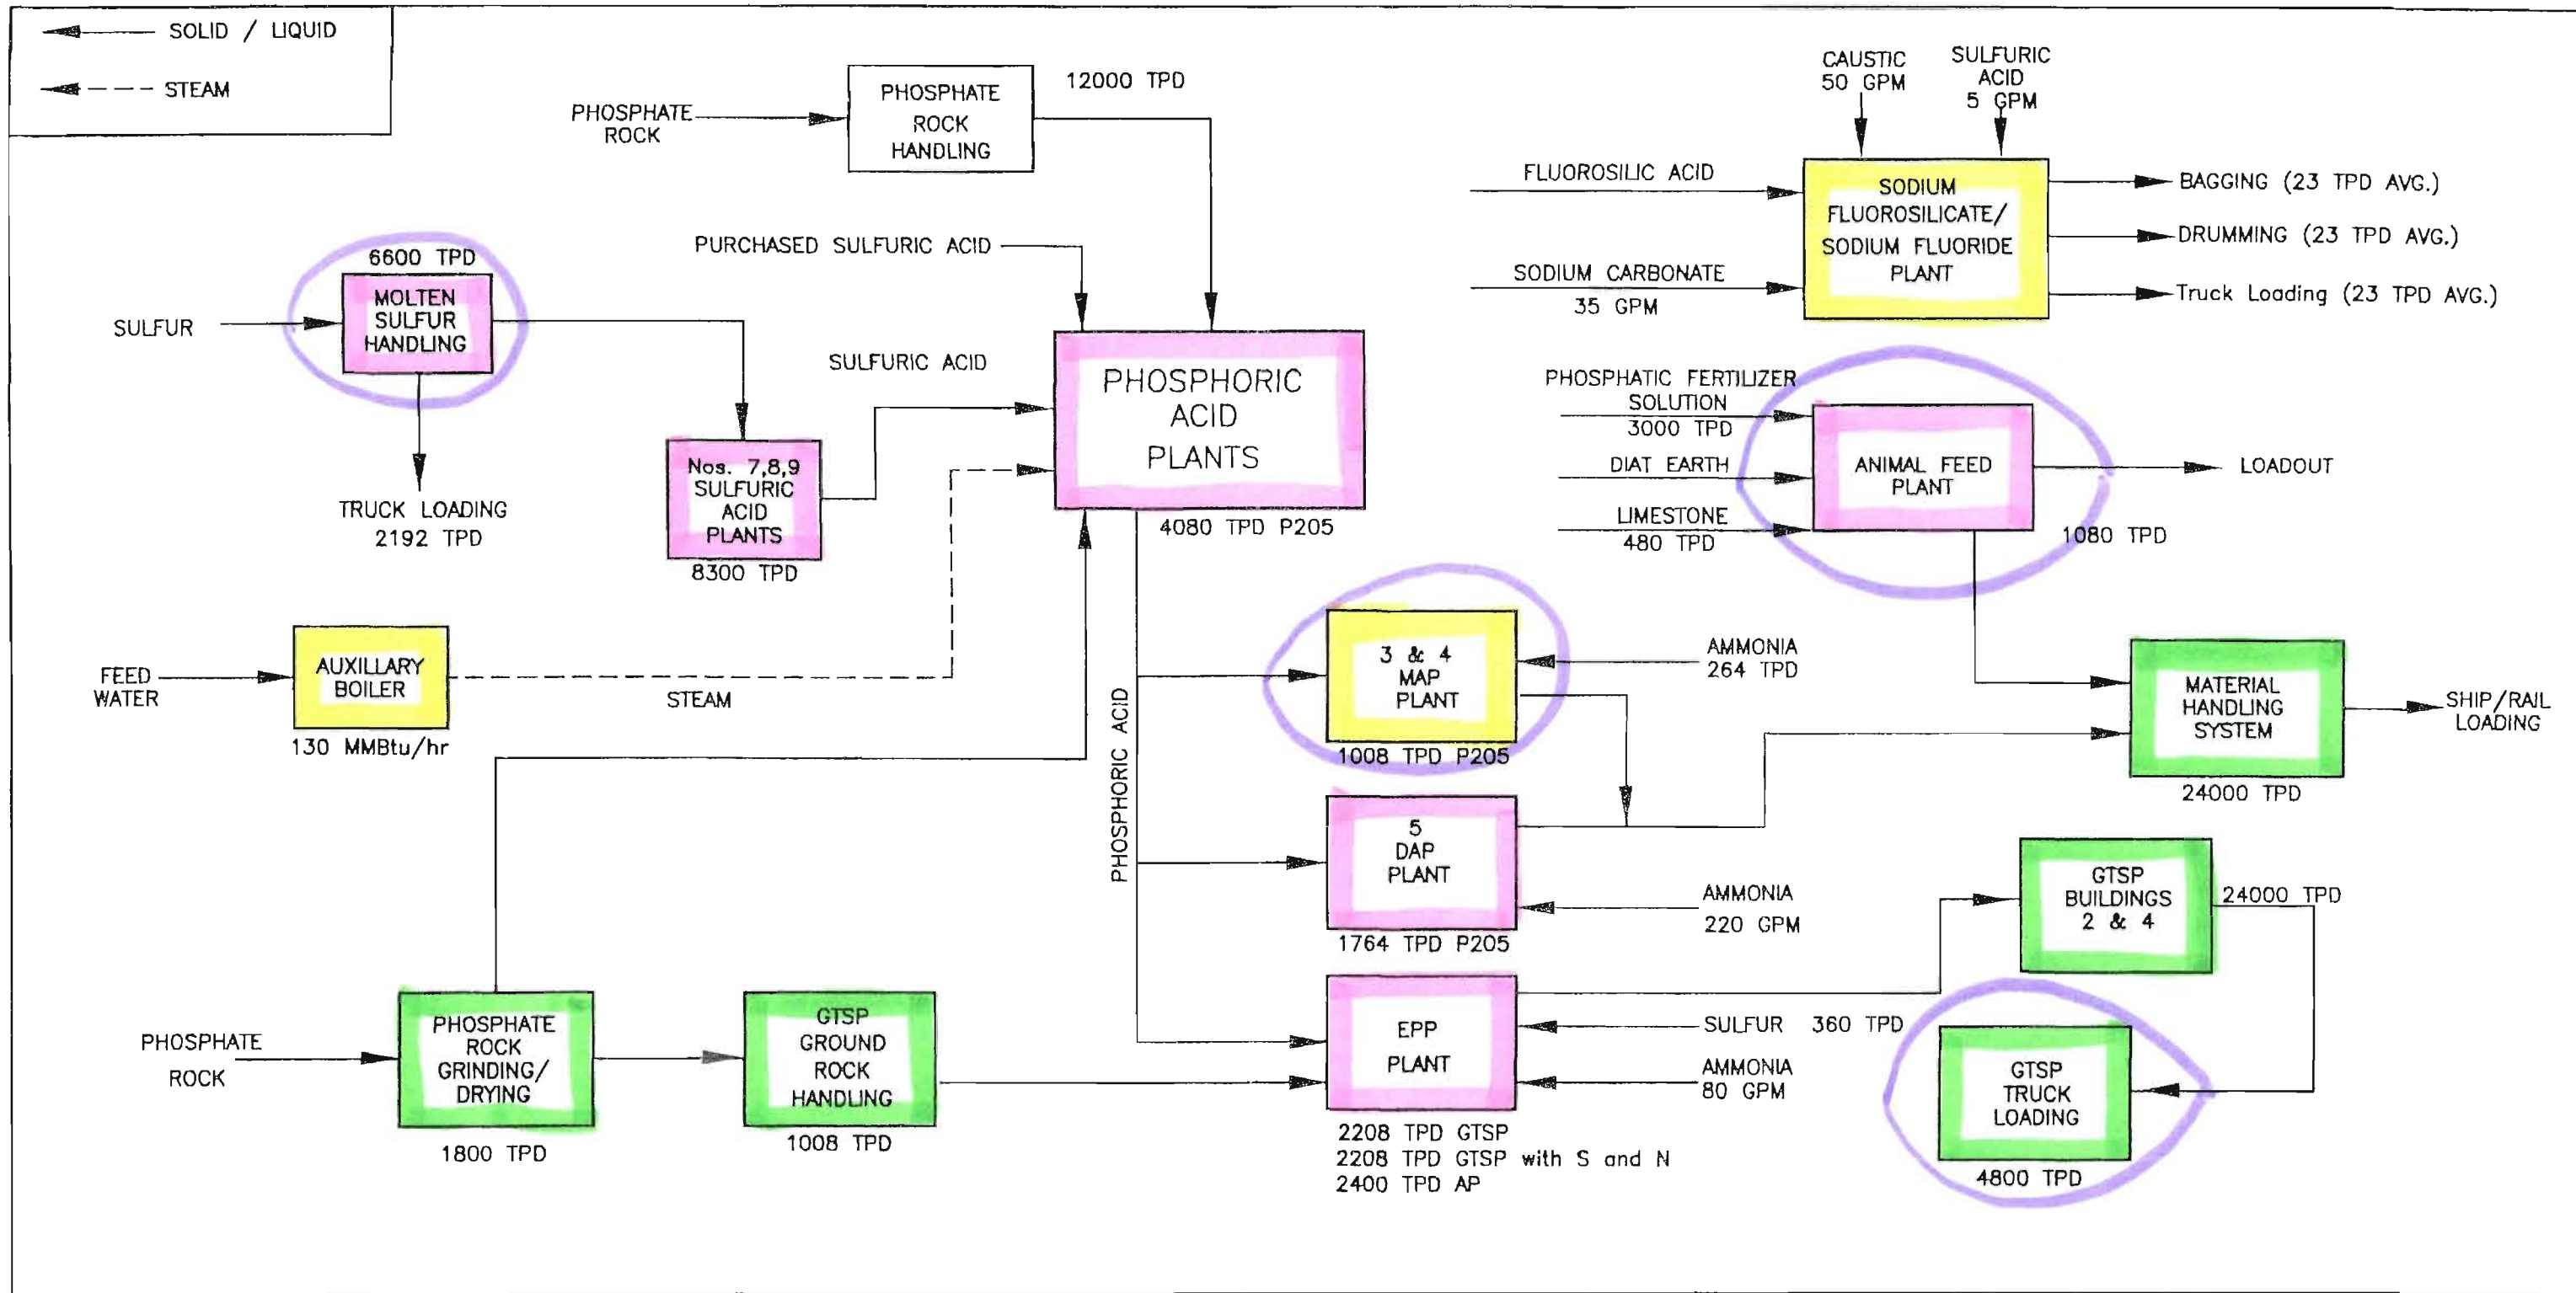 SOLID / LIQUID
STEAM
PHOSPHATE
ROCK
PHOSPHATE
ROCK
HANDLING
12000 TPD
CAUSTIC
50 GPM
SULFURIC
ACID
5 GPM
FLUOROSILIC ACID
SODIUM CARBONATE
35 GPM
SODIUM
FLUOROSILICATE/
SODIUM FLUORIDE
PLANT
BAGGING (23 TPD AVG.)
DRUMMING (23 TPD AVG.)
Truck Loading (23 TPD AVG.)
PURCHASED SULFURIC ACID
6600 TPD
SULFUR
MOLTEN
SULFUR
HANDLING
TRUCK LOADING
2192 TPD
SULFURIC ACID
Nos. 7,8,9
SULFURIC
ACID
PLANTS
8300 TPD
PHOSPHORIC
ACID
PLANTS
4080 TPD P205
PHOSPHATIC FERTILIZER
SOLUTION
3000 TPD
DIAT EARTH
LIMESTONE
480 TPD
ANIMAL FEED
PLANT
LOADOUT
1080 TPD
FEED
WATER
AUXILLARY
BOILER
130 MMBtu/hr
STEAM
PHOSPHORIC ACID
3 & 4
MAP
PLANT
1008 TPD P205
AMMONIA
264 TPD
MATERIAL
HANDLING
SYSTEM
24000 TPD
SHIP/RAIL
LOADING
5
DAP
PLANT
1764 TPD P205
AMMONIA
220 GPM
GTSP
BUILDINGS
2 & 4
24000 TPD
PHOSPHATE
ROCK
PHOSPHATE
ROCK
GRINDING/
DRYING
1800 TPD
GTSP
GROUND
ROCK
HANDLING
1008 TPD
EPP
PLANT
SULFUR 360 TPD
AMMONIA
80 GPM
2208 TPD GTSP
2208 TPD GTSP with S and N
2400 TPD AP
GTSP
TRUCK
LOADING
4800 TPD